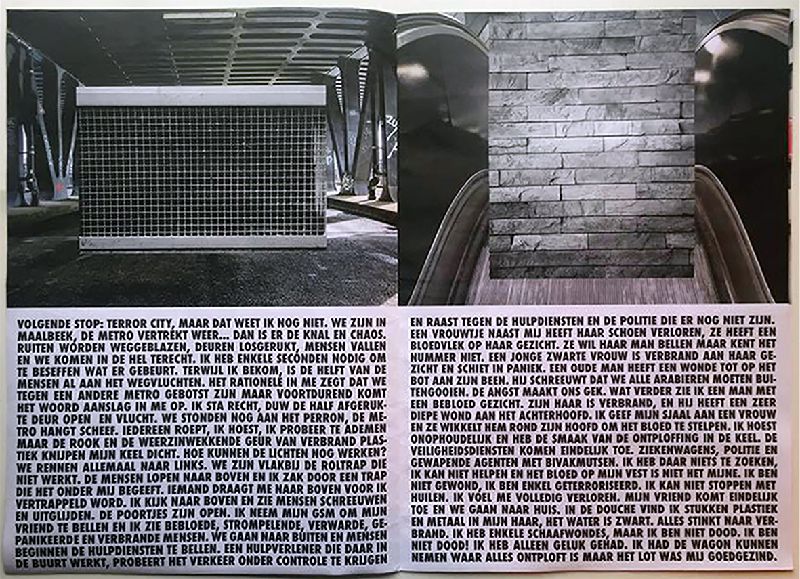 VOLGENDE STOP: TERROR CITY, MAAR DAT WEET IK NOG NIET. WE ZIJN IN
MAALBEEK, DE METRO VERTREKT WEER... DAN IS ER DE KNAL EN CHAOS.
RUITEN WORDEN WEGGEBLAZEN, DEUREN LOSGERUKT, MENSEN VALLEN
EN WE KOMEN IN DE HEL TERECHT. IK HEB ENKELE SECONDEN NODIG OM
TE BESEFFEN WAT ER GEBEURT. TERWIJL IK BEKOM, IS DE HELFT VAN DE
MENSEN AL AAN HET WEGVLUCHTEN. HET RATIONELE IN ME ZEGT DAT WE
TEGEN EEN ANDERE METRO GEBOTST ZIJN MAAR VOORTDUREND KOMT
HET WOORD AANSLAG IN ME OP. IK STA RECHT, DUW DE HALF AFGERUK-
TE DEUR OPEN EN VLUCHT. WE STONDEN NOG AAN HET PERRON, DE ME-
TRO HANGT SCHEEF. IEDEREEN ROEPT, IK HOEST, IK PROBEER TE ADEMEN
MAAR DE ROOK EN DE WEERZINWEKKENDE GEUR VAN VERBRAND PLAS-
TIEK KNIJPEN MIJN KEEL DICHT. HOE KUNNEN DE LICHTEN NOG WERKEN?
WE RENNEN ALLEMAAL NAAR LINKS. WE ZIJN VLAKBIJ DE ROLTRAP DIE
NIET WERKT. DE MENSEN LOPEN NAAR BOVEN EN IK ZAK DOOR EEN TRAP
DIE HET ONDER MIJ BEGEEFT. IEMAND DRAAGT ME NAAR BOVEN VOOR IK
VERTRAPPELD WORD. IK KIJK NAAR BOVEN EN ZIE MENSEN SCHREEUWEN
EN UITGLIJDEN. DE POORTJES ZIJN OPEN. IK NEEM MIJN GSM OM MIJN
VRIEND TE BELLEN EN IK ZIE BEBLOEDE, STROMPELENDE, VERWARDE, GE-
PANIKEERDE EN VERBRANDE MENSEN. WE GAAN NAAR BUITEN EN MENSEN
BEGINNEN DE HULPDIENSTEN TE BELLEN. EEN HULPVERLENER DIE DAAR IN
DE BUURT WERKT, PROBEERT HET VERKEER ONDER CONTROLE TE KRIJGEN
EN RAAST TEGEN DE HULPDIENSTEN EN DE POLITIE DIE ER NOG NIET ZIJN.
EEN VROUWTJE NAAST MIJ HEEFT HAAR SCHOEN VERLOREN, ZE HEEFT EEN
BLOEDVLEK OP HAAR GEZICHT. ZE WIL HAAR MAN BELLEN MAAR KENT HET
NUMMER NIET. EEN JONGE ZWARTE VROUW IS VERBRAND AAN HAAR GE-
ZICHT EN SCHIET IN PANIEK. EEN OUDE MAN HEEFT EEN WONDE TOT OP HET
BOT AAN ZIJN BEEN. HIJ SCHREEUWT DAT WE ALLE ARABIEREN MOETEN BUI-
TENGOOIEN. DE ANGST MAAKT ONS GEK. WAT VERDER ZIE IK EEN MAN MET
EEN BEBLOED GEZICHT. ZIJN HAAR IS VERBRAND, EN HIJ HEEFT EEN ZEER
DIEPE WOND AAN HET ACHTERHOOFD. IK GEEF MIJN SJAAL AAN EEN VROUW
EN ZE WIKKELT HEM ROND ZIJN HOOFD OM HET BLOED TE STELPEN. IK HOEST
ONOPHOUDELIJK EN HEB DE SMAAK VAN DE ONTPLOFFING IN DE KEEL. DE
VEILIGHEIDSDIENSTEN KOMEN EINDELIJK TOE. ZIEKENWAGENS, POLITIE EN
GEWAPENDE AGENTEN MET BIVAKMUTSEN. IK HEB DAAR NIETS TE ZOEKEN,
IK KAN NIET HELPEN EN HET BLOED OP MIJN VEST IS NIET HET MIJNE. IK BEN
NIET GEWOND, IK BEN ENKEL GETERRORISEERD. IK KAN NIET STOPPEN MET
HUILEN. IK VOEL ME VOLLEDIG VERLOREN. MIJN VRIEND KOMT EINDELIJK
TOE EN WE GAAN NAAR HUIS. IN DE DOUCHE VIND IK STUKKEN PLASTIEK
EN METAAL IN MIJN HAAR, HET WATER IS ZWART. ALLES STINKT NAAR VER-
BRAND. IK HEB ENKELE SCHAAFWONDES, MAAR IK BEN NIET DOOD. IK BEN
NIET DOOD! IK HEB ALLEEN GELUK GEHAD. IK HAD DE WAGON KUNNEN
NEMEN WAAR ALLES ONTPLOFT IS MAAR HET LOT WAS MIJ GOEDGEZIND.